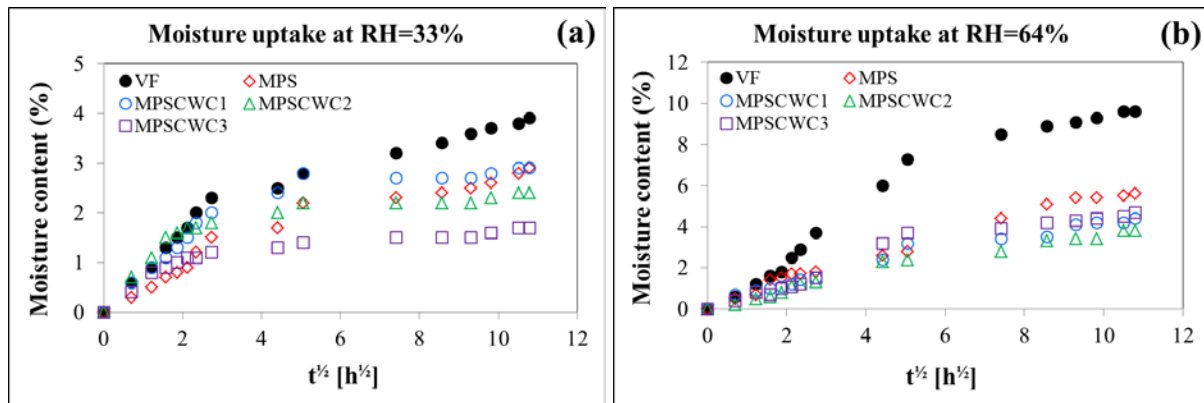 Moisture uptake at RH=33% (a)
5
4
3
2
1
0
Moisture content (%)
VF MPS
MPSCWC1 MPSCWC2
MPSCWC3
0 2 4 6 8 10 12
t½ [h½]
Moisture uptake at RH=64% (b)
12
10
8
6
4
2
0
Moisture content (%)
VF MPS
MPSCWC1 MPSCWC2
MPSCWC3
0 2 4 6 8 10 12
t½ [h½]